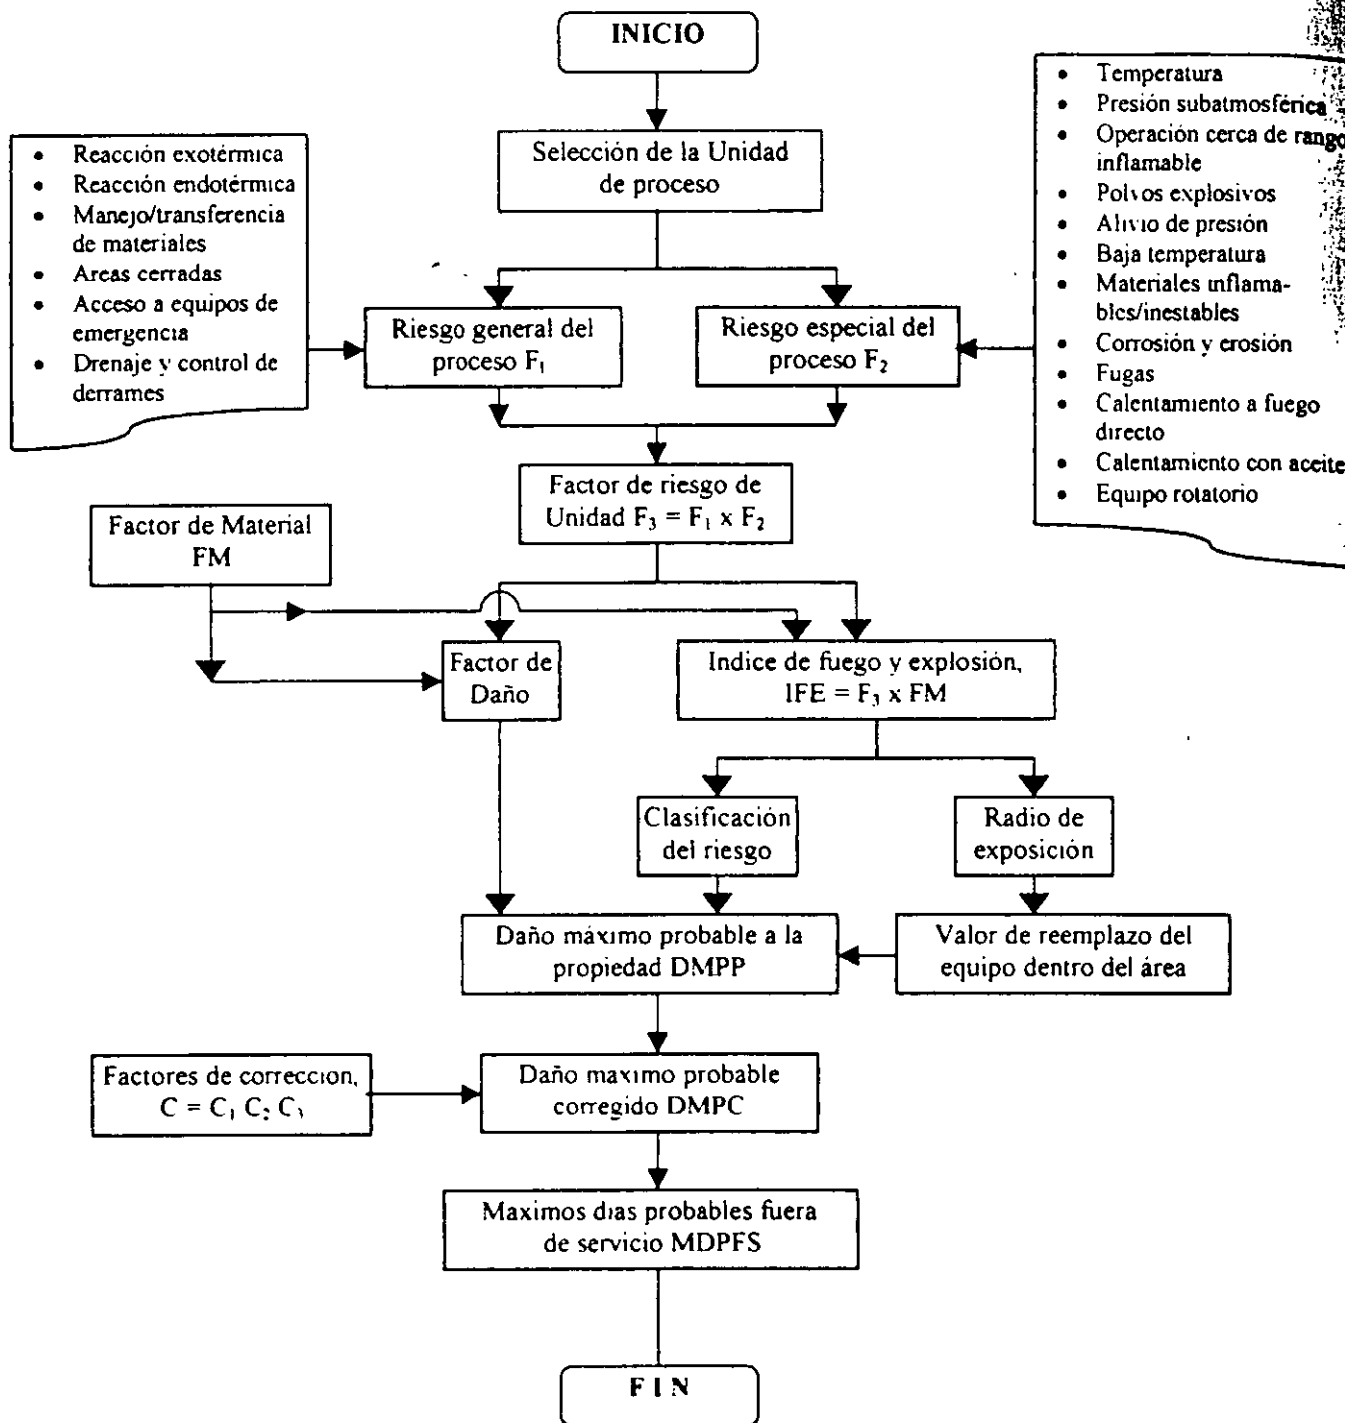 INICIO
Selección de la Unidad
de proceso
• Reacción exotérmica
• Reacción endotérmica
• Manejo/transferencia
de materiales
• Areas cerradas
• Acceso a equipos de
emergencia
• Drenaje y control de
derrames
• Temperatura
• Presión subatmosférica
• Operación cerca de rango
inflamable
• Polvos explosivos
• Alivio de presión
• Baja temperatura
• Materiales inflama-
bles/inestables
• Corrosión y erosión
• Fugas
• Calentamiento a fuego
directo
• Calentamiento con aceite
• Equipo rotatorio
Riesgo general del
proceso F₁
Riesgo especial del
proceso F₂
Factor de riesgo de
Unidad F₃ = F₁ x F₂
Factor de Material
FM
Factor de
Daño
Indice de fuego y explosión,
IFE = F₃ x FM
Clasificación
del riesgo
Radio de
exposición
Daño máximo probable a la
propiedad DMPP
Valor de reemplazo del
equipo dentro del área
Factores de correccion,
C = C₁ C₂ C₃
Daño maximo probable
corregido DMPC
Maximos dias probables fuera
de servicio MDPFS
F I N